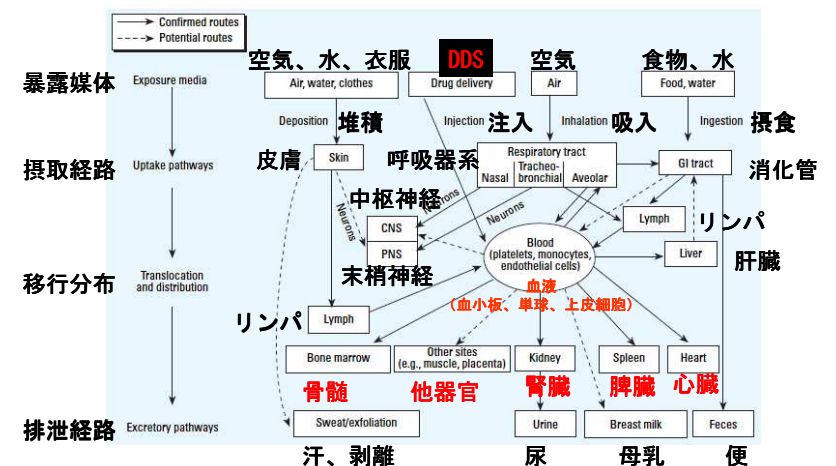 Confirmed routes
Potential routes
空気、水、衣服
DDS
空気
食物、水
暴露媒体
Exposure media
Air, water, clothes
Drug delivery
Air
Food, water
Deposition
堆積
Injection
注入
Inhalation
吸入
Ingestion
摂食
摂取経路
Uptake pathways
皮膚
Skin
呼吸器系
Respiratory tract
Nasal
Tracheo-
bronchial
Aveolar
GI tract
消化管
中枢神経
Neurons
Neurons
Neurons
CNS
PNS
末梢神経
Lymph
リンパ
Blood
(platelets, monocytes,
endothelial cells)
血液
(血小板、単球、上皮細胞)
Liver
肝臓
移行分布
Translocation
and distribution
リンパ
Lymph
Bone marrow
Other sites
(e.g., muscle, placenta)
Kidney
Spleen
Heart
骨髄
他器官
腎臓
脾臓
心臓
排泄経路
Excretory pathways
Sweat/exfoliation
Urine
Breast milk
Feces
汗、剥離
尿
母乳
便